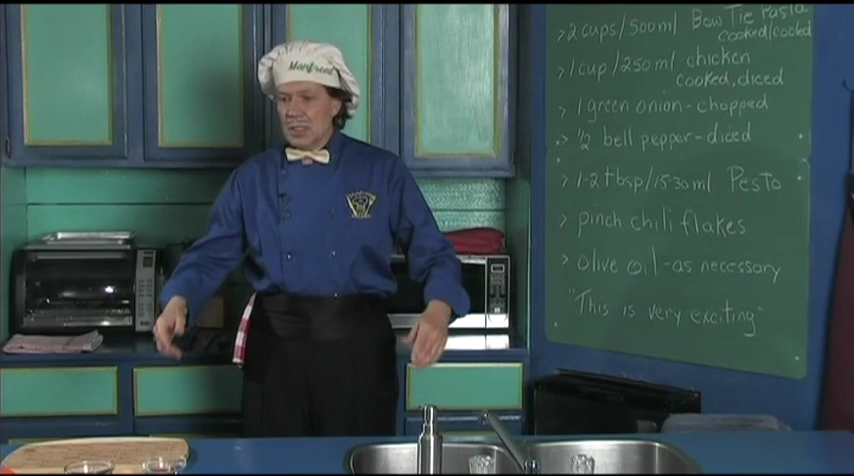 Manfreed
> 2 cups/500ml Bow Tie Pasta
cooked/cooled
> 1 cup/250ml chicken
cooked, diced
> 1 green onion - chopped
> 1/2 bell pepper - diced
> 1-2 tbsp/15-30ml Pesto
> pinch chili flakes
> olive oil - as necessary
"This is very exciting"